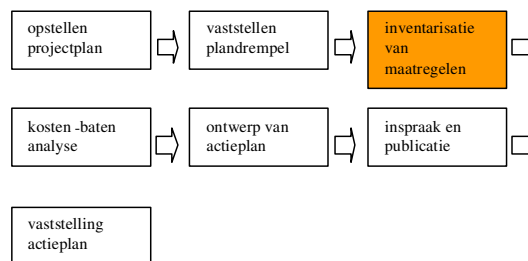 opstellen
projectplan
vaststellen
plandrempel
inventarisatie
van
maatregelen
kosten -baten
analyse
ontwerp van
actieplan
inspraak en
publicatie
vaststelling
actieplan